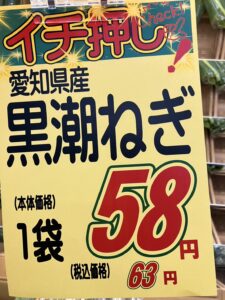 イチ押し!
check!
愛知県産
黒潮ねぎ
(本体価格)
1袋 58円
(税込価格) 63円